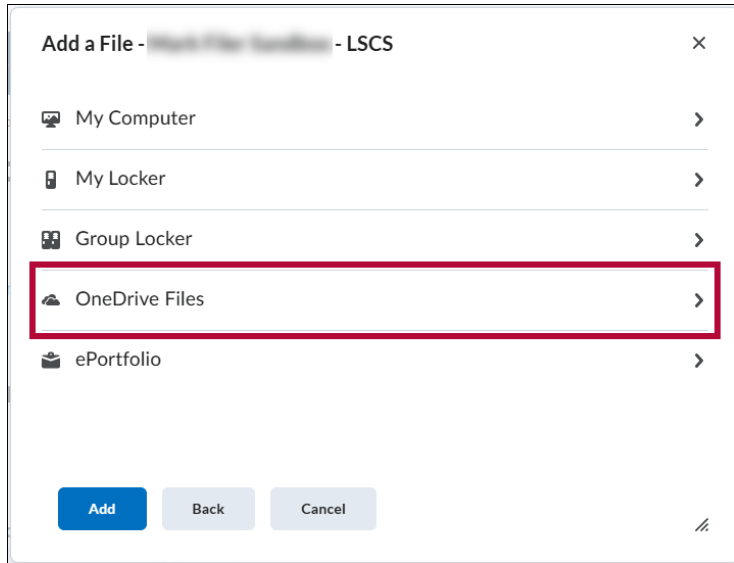 Add a File - - LSCS
My Computer
My Locker
Group Locker
OneDrive Files
ePortfolio
Add Back Cancel